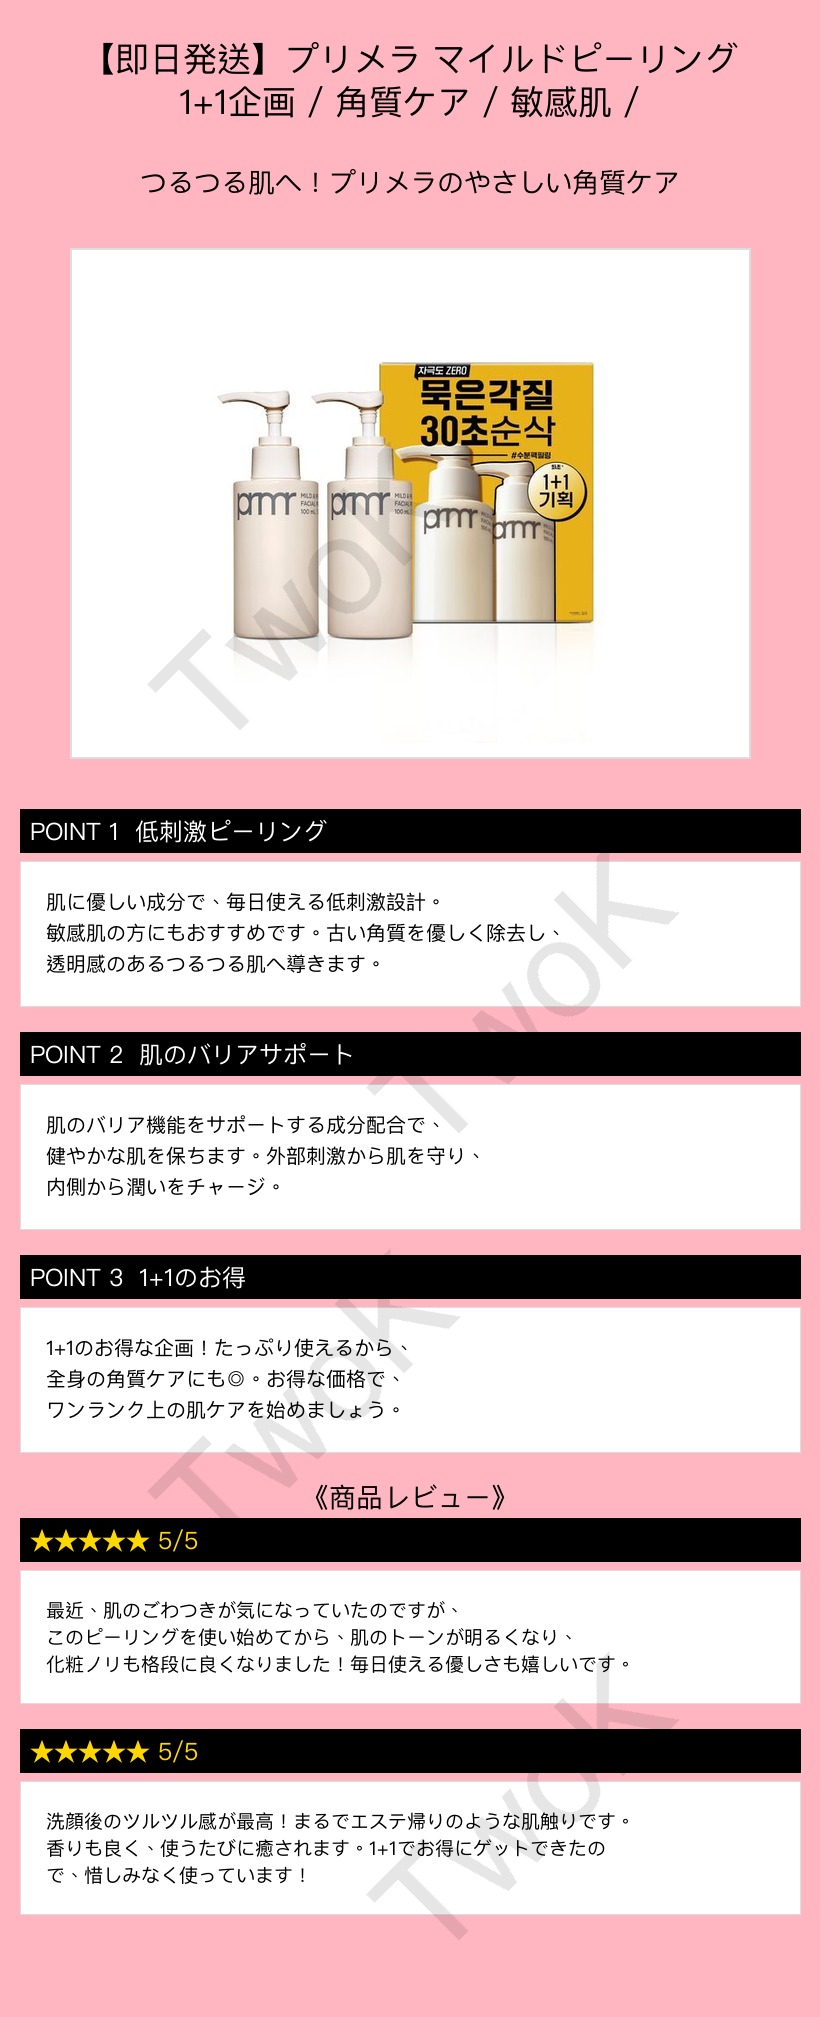 【即日発送】プリメラ マイルドピーリング
1+1企画 / 角質ケア / 敏感肌 /
つるつる肌へ！プリメラのやさしい角質ケア
자극도 ZERO
묵은각질
30초순삭
#수분팩필링
최초*
1+1
기획
prmr
MILD &
FACIAL
100 mL
prmr
MILD &
FACIAL
100 mL
prmr
prmr
TwoK
POINT 1 低刺激ピーリング
肌に優しい成分で、毎日使える低刺激設計。
敏感肌の方にもおすすめです。古い角質を優しく除去し、
透明感のあるつるつる肌へ導きます。
TwoK
POINT 2 肌のバリアサポート
肌のバリア機能をサポートする成分配合で、
健やかな肌を保ちます。外部刺激から肌を守り、
内側から潤いをチャージ。
POINT 3 1+1のお得
1+1のお得な企画！たっぷり使えるから、
全身の角質ケアにも◎。お得な価格で、
ワンランク上の肌ケアを始めましょう。
TwoK
《商品レビュー》
★★★★★ 5/5
最近、肌のごわつきが気になっていたのですが、
このピーリングを使い始めてから、肌のトーンが明るくなり、
化粧ノリも格段に良くなりました！毎日使える優しさも嬉しいです。
★★★★★ 5/5
洗顔後のツルツル感が最高！まるでエステ帰りのような肌触りです。
香りも良く、使うたびに癒されます。1+1でお得にゲットできたの
で、惜しみなく使っています！
TwoK